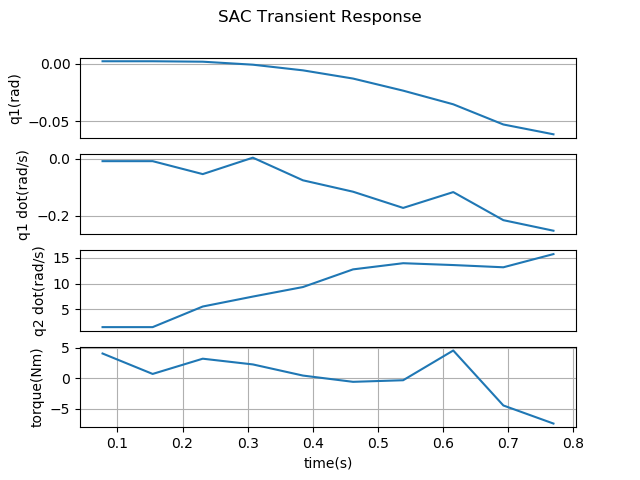 SAC Transient Response
0.00
−0.05
q1(rad)
0.0
−0.2
q1 dot(rad/s)
15
10
5
q2 dot(rad/s)
5
0
−5
torque(Nm)
0.1 0.2 0.3 0.4 0.5 0.6 0.7 0.8
time(s)